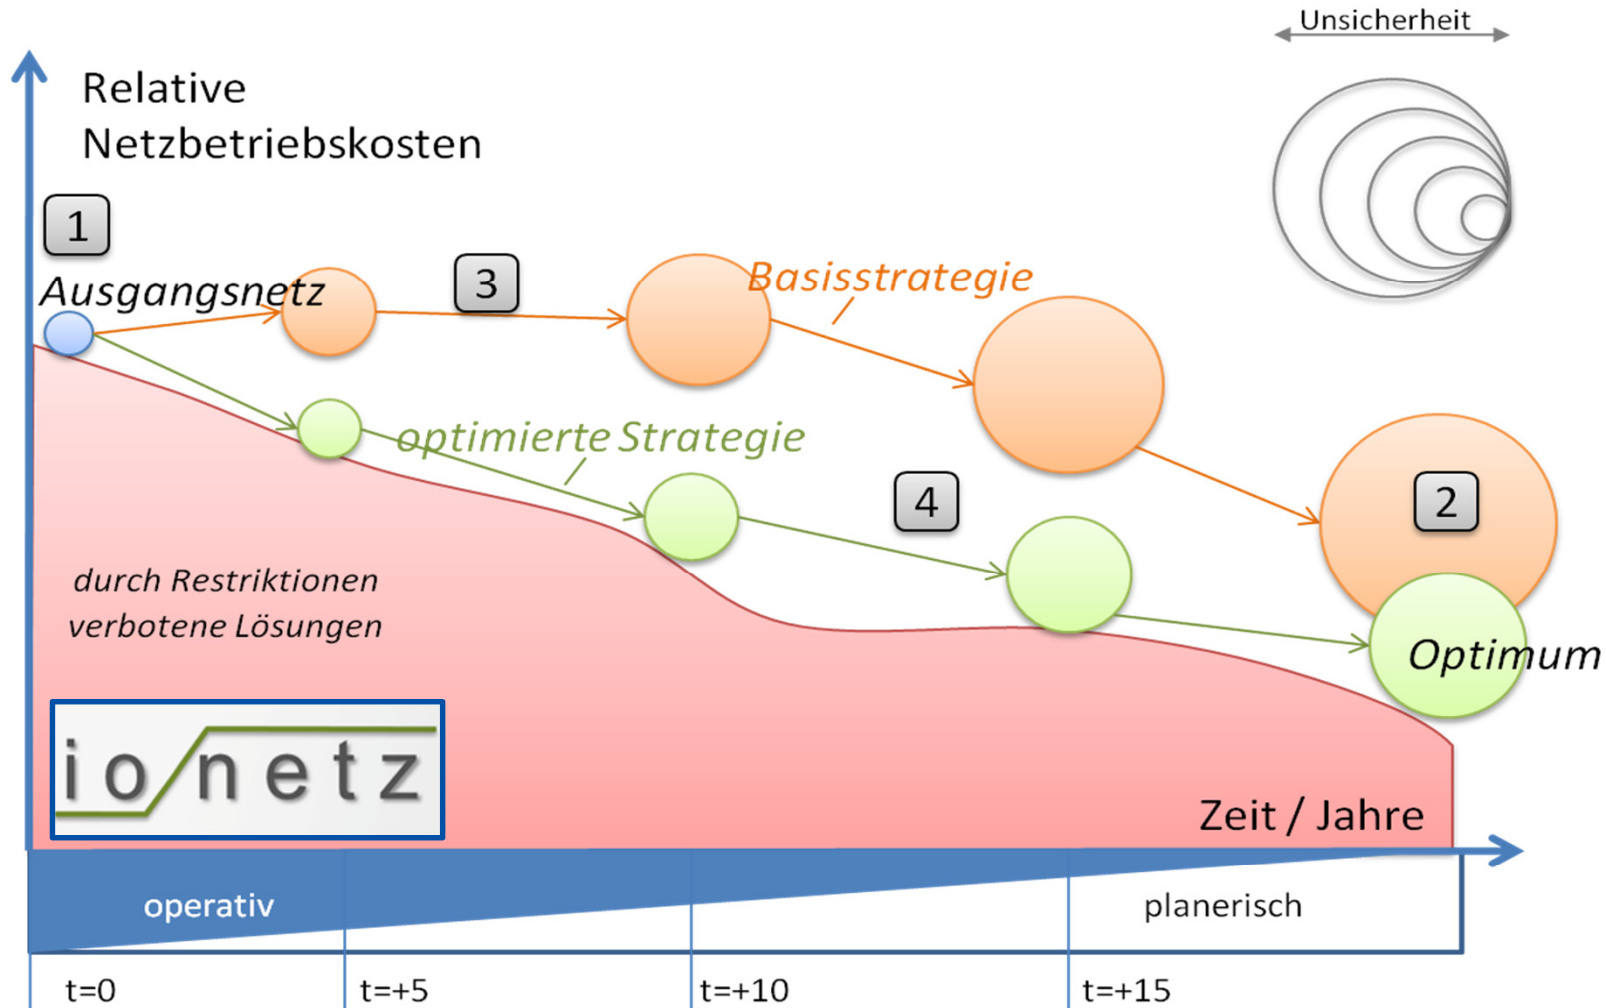 Unsicherheit
Relative
Netzbetriebskosten
1
Ausgangsnetz
3
Basisstrategie
optimierte Strategie
4
2
durch Restriktionen
verbotene Lösungen
Optimum
io netz
Zeit / Jahre
operativ
planerisch
t=0
t=+5
t=+10
t=+15